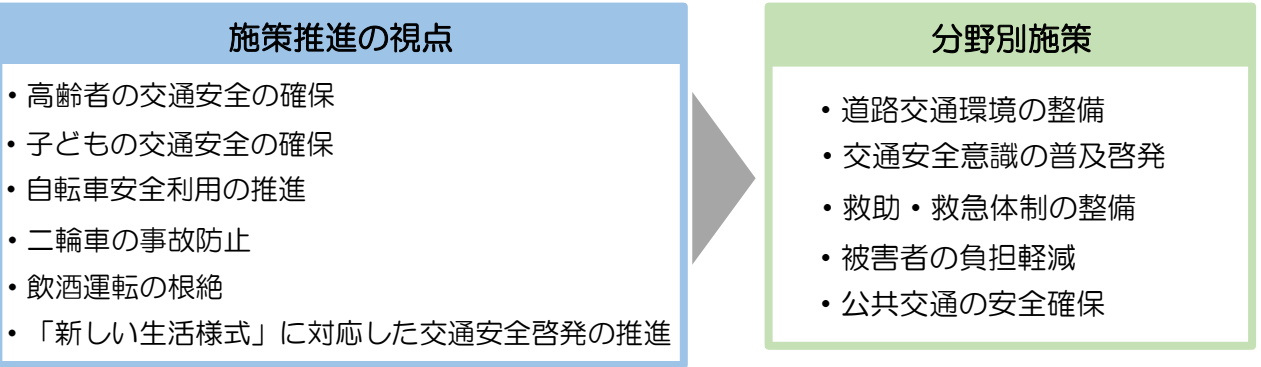 施策推進の視点
・高齢者の交通安全の確保
・子どもの交通安全の確保
・自転車安全利用の推進
・二輪車の事故防止
・飲酒運転の根絶
・「新しい生活様式」に対応した交通安全啓発の推進
分野別施策
・道路交通環境の整備
・交通安全意識の普及啓発
・救助・救急体制の整備
・被害者の負担軽減
・公共交通の安全確保